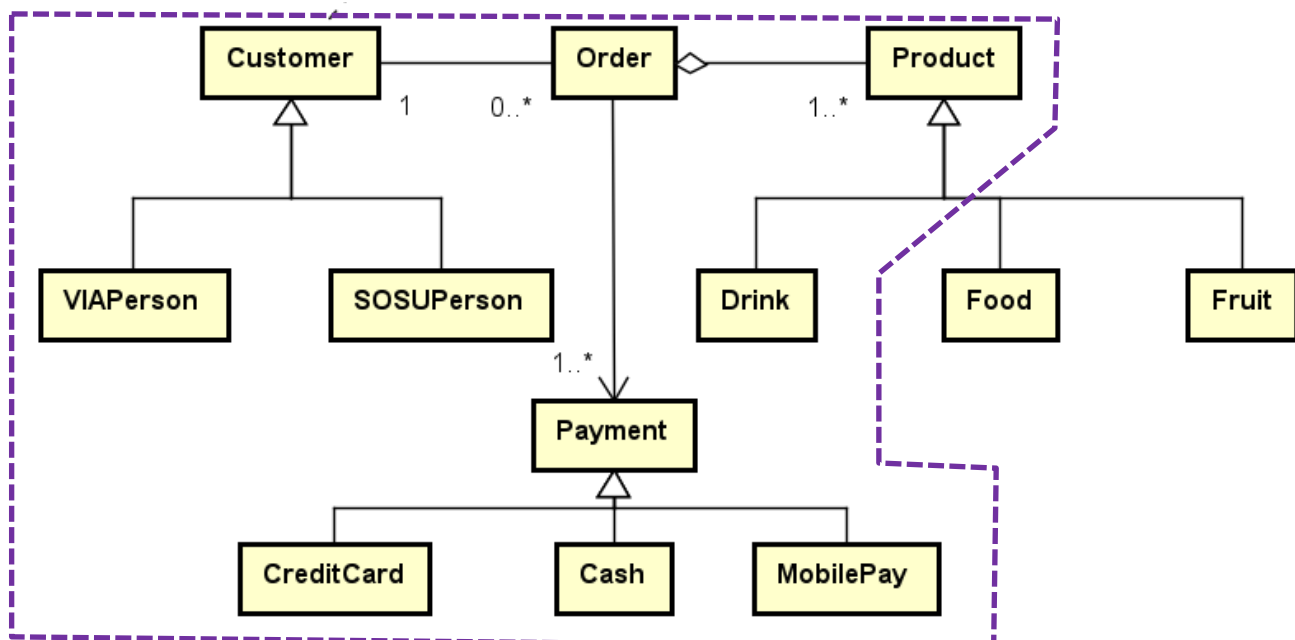 Customer
Order
Product
1
0..*
1..*
VIAPerson
SOSUPerson
Drink
Food
Fruit
1..*
Payment
CreditCard
Cash
MobilePay